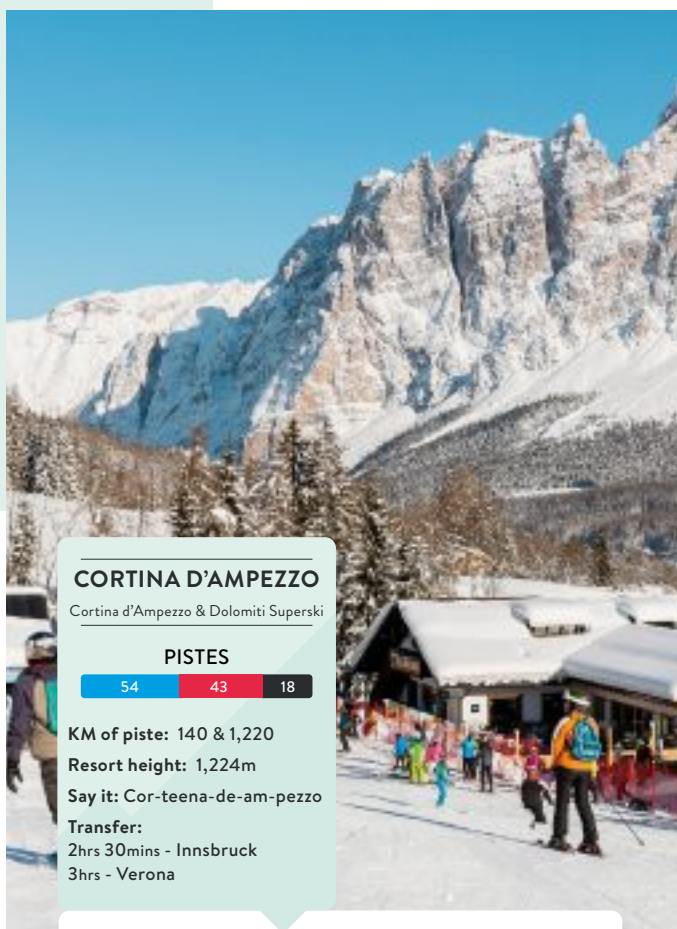 CORTINA D'AMPEZZO
Cortina d'Ampezzo & Dolomiti Superski
PISTES
54 43 18
KM of piste: 140 & 1,220
Resort height: 1,224m
Say it: Cor-teena-de-am-pezzo
Transfer:
2hrs 30mins - Innsbruck
3hrs - Verona